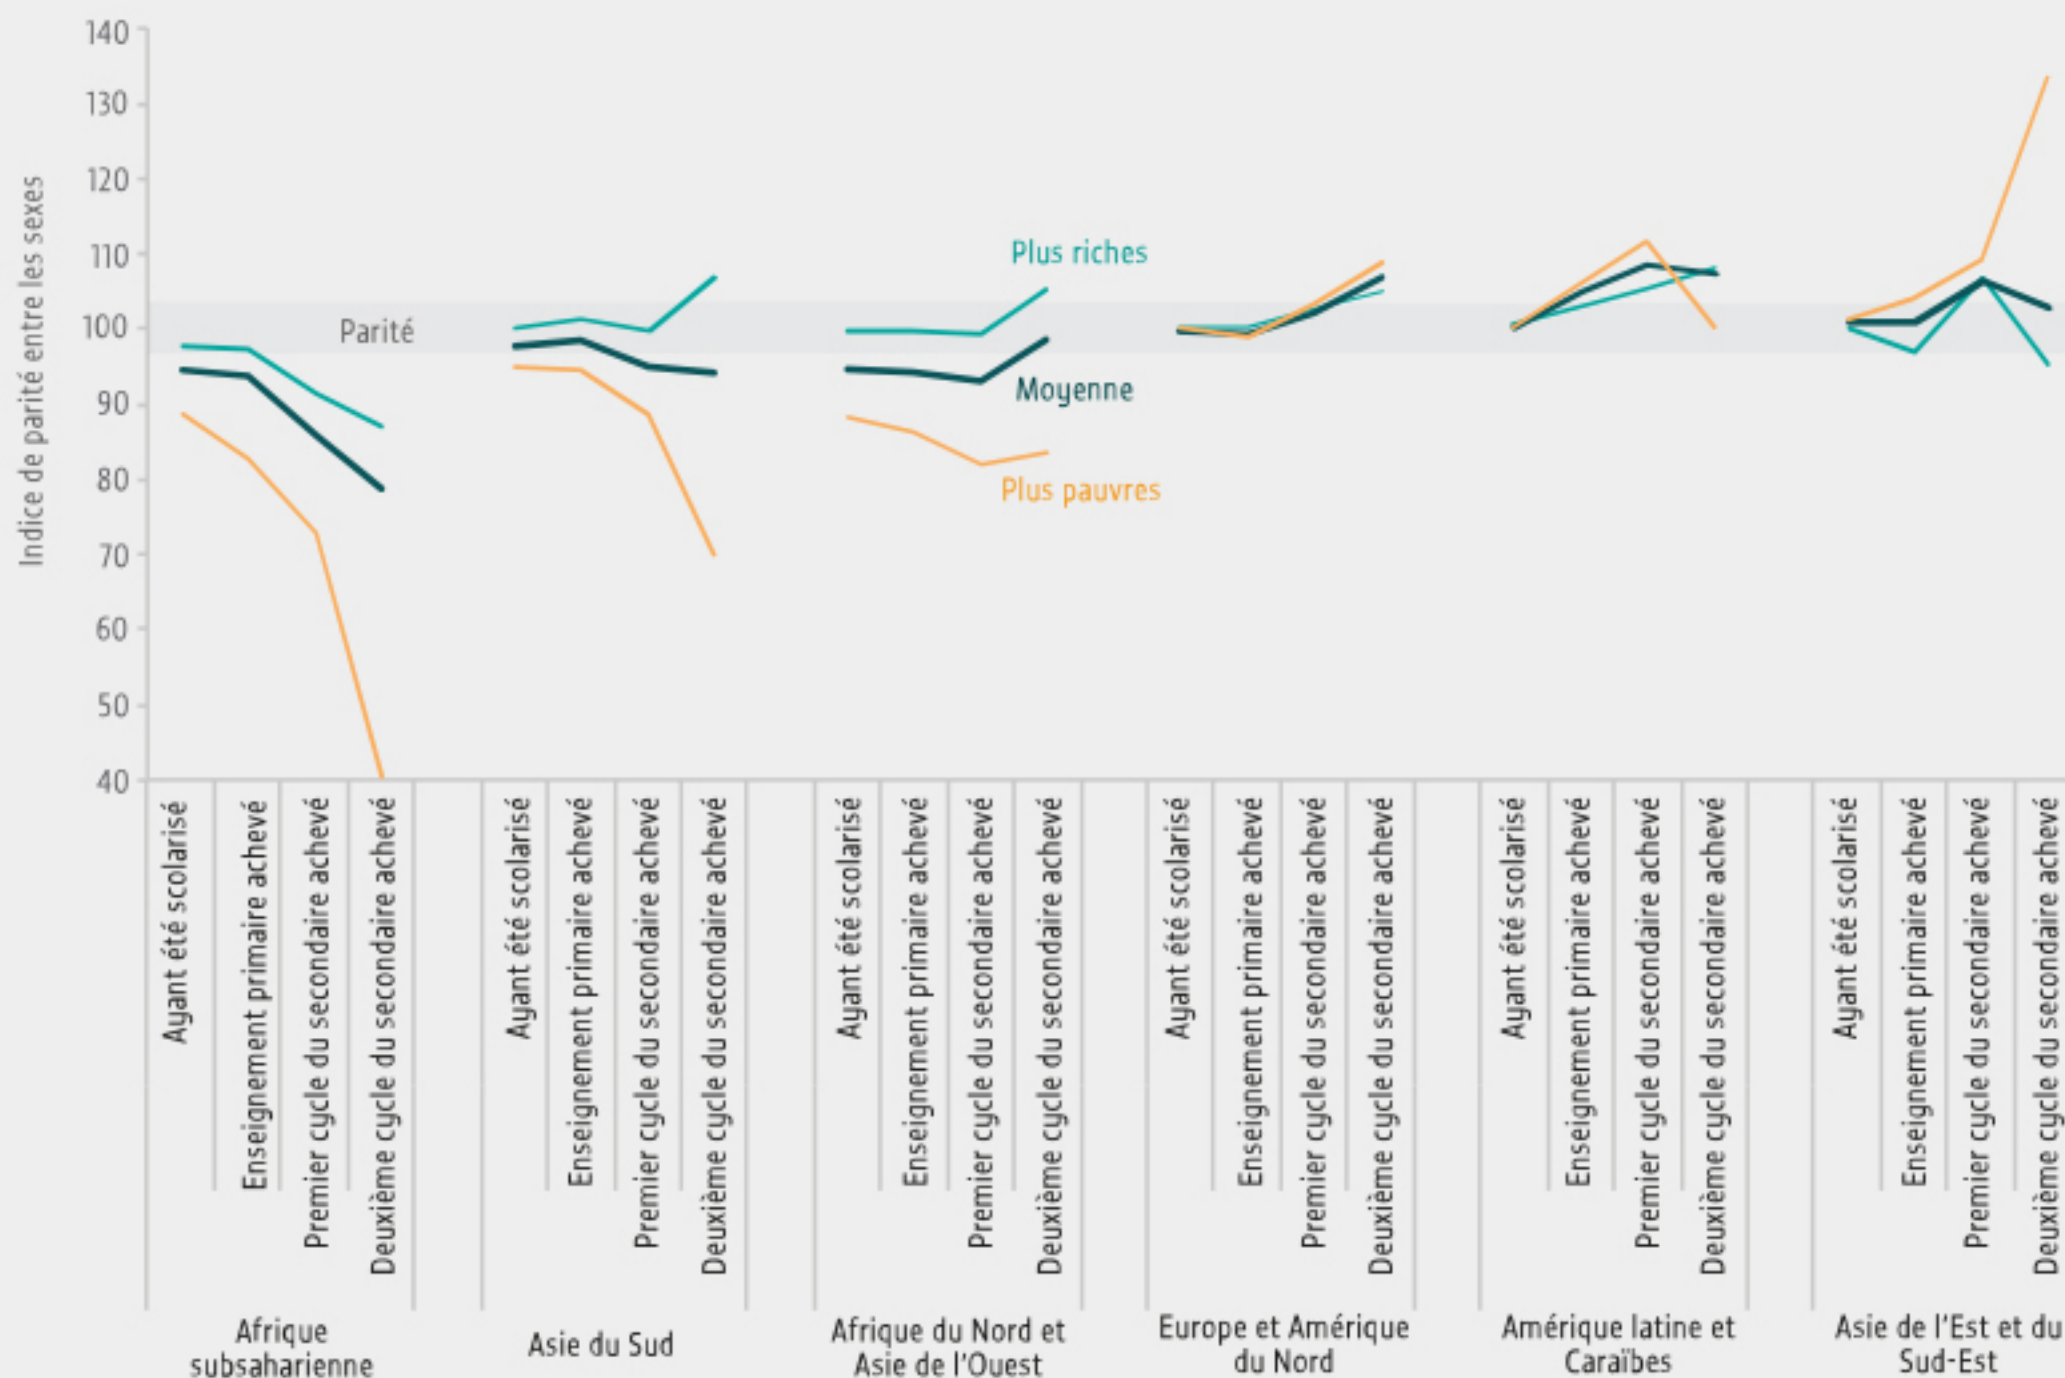 140
130
120
110
100
90
80
70
60
50
40
Indice de parité entre les sexes
Parité
Plus riches
Moyenne
Plus pauvres
Ayant été scolarisé
Enseignement primaire achevé
Premier cycle du secondaire achevé
Deuxième cycle du secondaire achevé
Ayant été scolarisé
Enseignement primaire achevé
Premier cycle du secondaire achevé
Deuxième cycle du secondaire achevé
Ayant été scolarisé
Enseignement primaire achevé
Premier cycle du secondaire achevé
Deuxième cycle du secondaire achevé
Ayant été scolarisé
Enseignement primaire achevé
Premier cycle du secondaire achevé
Deuxième cycle du secondaire achevé
Ayant été scolarisé
Enseignement primaire achevé
Premier cycle du secondaire achevé
Deuxième cycle du secondaire achevé
Ayant été scolarisé
Enseignement primaire achevé
Premier cycle du secondaire achevé
Deuxième cycle du secondaire achevé
Afrique
subsaharienne
Asie du Sud
Afrique du Nord et
Asie de l'Ouest
Europe et Amérique
du Nord
Amérique latine et
Caraïbes
Asie de l'Est et du
Sud-Est